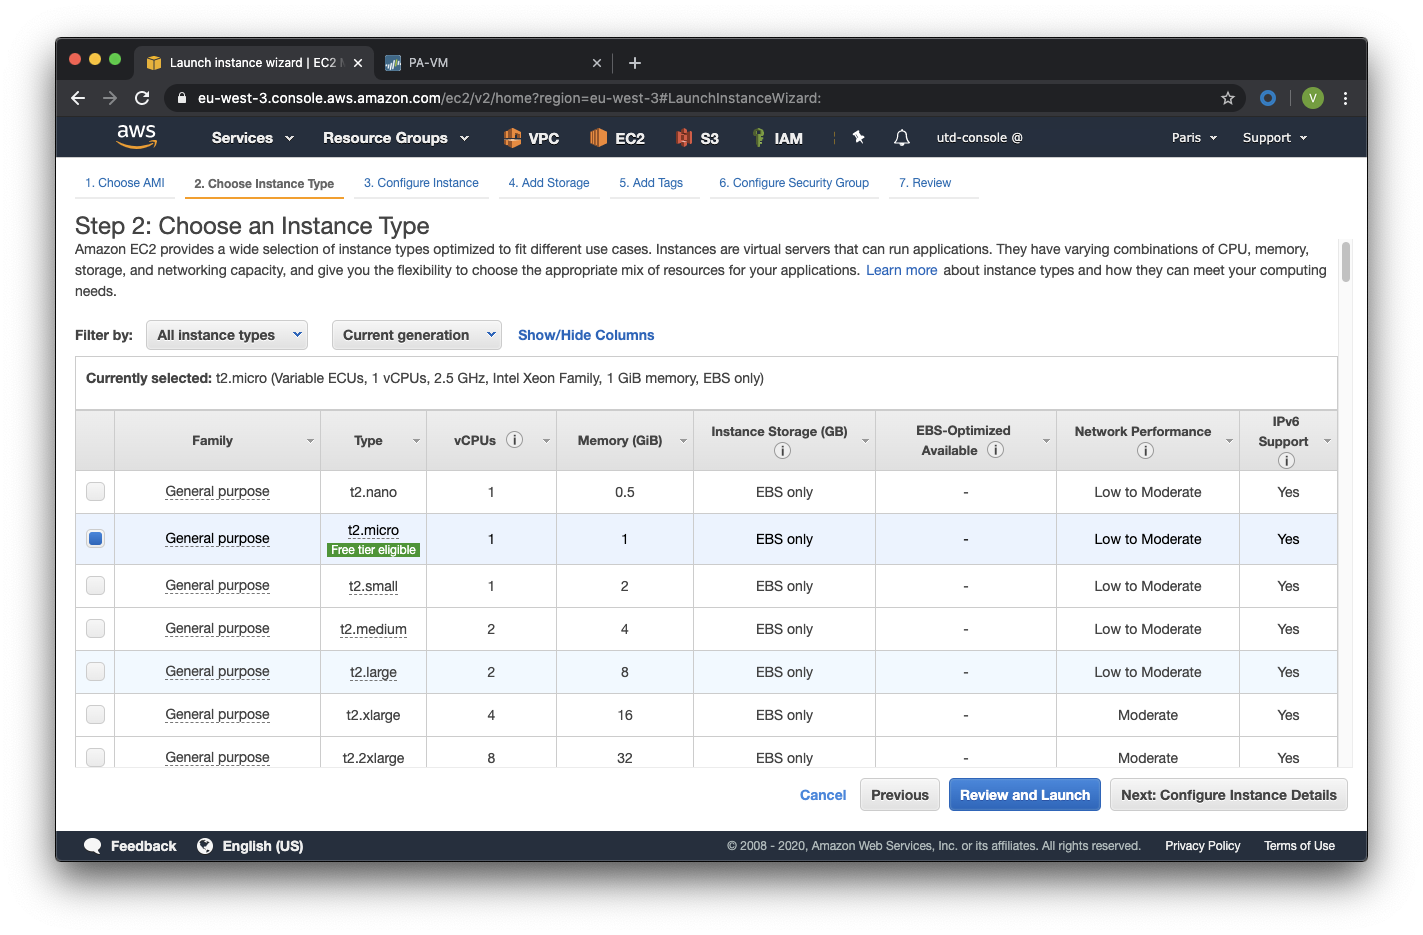 Launch instance wizard | EC2 M
PA-VM
eu-west-3.console.aws.amazon.com/ec2/v2/home?region=eu-west-3#LaunchInstanceWizard:
V
aws Services Resource Groups VPC EC2 S3 IAM utd-console @ Paris Support
1. Choose AMI 2. Choose Instance Type 3. Configure Instance 4. Add Storage 5. Add Tags 6. Configure Security Group 7. Review
Step 2: Choose an Instance Type
Amazon EC2 provides a wide selection of instance types optimized to fit different use cases. Instances are virtual servers that can run applications. They have varying combinations of CPU, memory,
storage, and networking capacity, and give you the flexibility to choose the appropriate mix of resources for your applications. Learn more about instance types and how they can meet your computing
needs.
Filter by: All instance types Current generation Show/Hide Columns
Currently selected: t2.micro (Variable ECUs, 1 vCPUs, 2.5 GHz, Intel Xeon Family, 1 GiB memory, EBS only)
Family Type vCPUs i Memory (GiB) Instance Storage (GB) i EBS-Optimized Available i Network Performance i IPv6 Support i
General purpose t2.nano 1 0.5 EBS only - Low to Moderate Yes
General purpose t2.micro Free tier eligible 1 1 EBS only - Low to Moderate Yes
General purpose t2.small 1 2 EBS only - Low to Moderate Yes
General purpose t2.medium 2 4 EBS only - Low to Moderate Yes
General purpose t2.large 2 8 EBS only - Low to Moderate Yes
General purpose t2.xlarge 4 16 EBS only - Moderate Yes
General purpose t2.2xlarge 8 32 EBS only - Moderate Yes
Cancel Previous Review and Launch Next: Configure Instance Details
Feedback English (US) © 2008 - 2020, Amazon Web Services, Inc. or its affiliates. All rights reserved. Privacy Policy Terms of Use